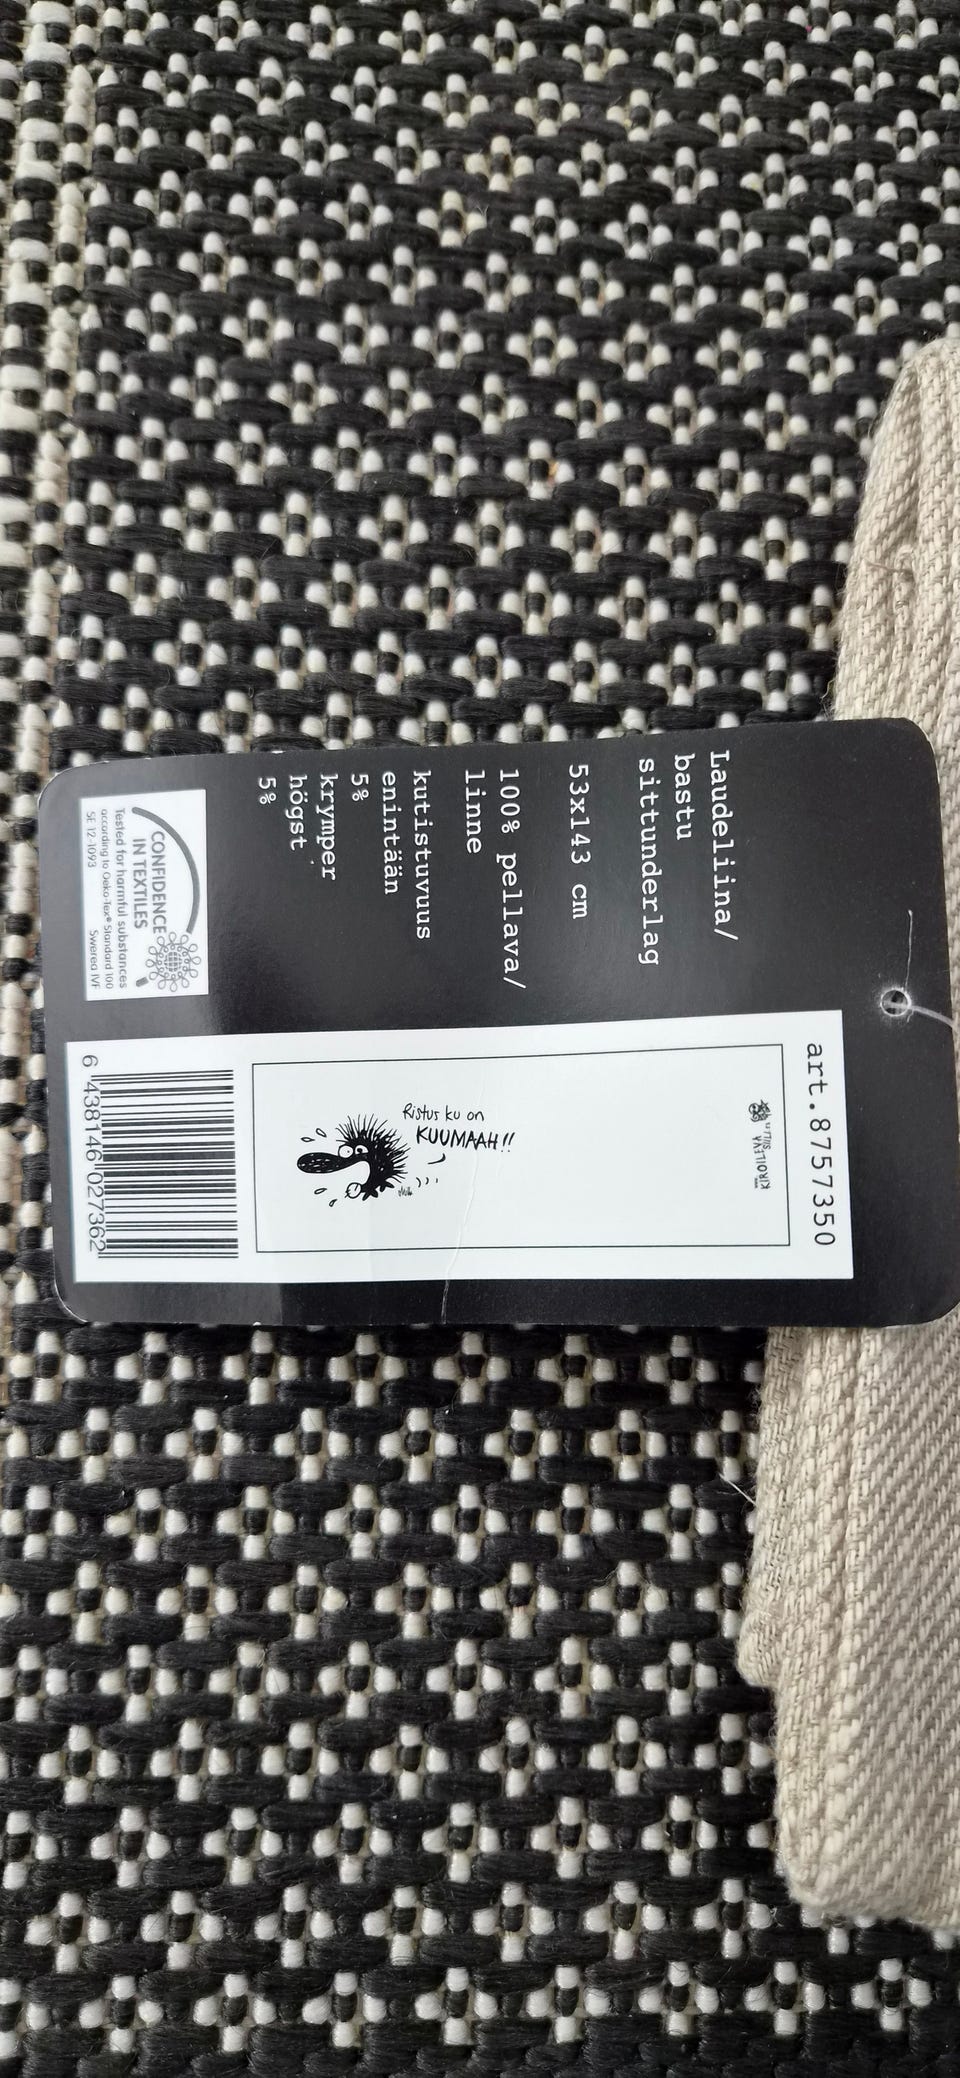 Laudeliina/
bastu
sittunderlag
53x143 cm
100% pellava/
linne
kutistuvuus
enintään
5%
krymper
högst
5%
CONFIDENCE
IN TEXTILES
Tested for harmful substances
according to Oeko-Tex® Standard 100
SE 12-1093 Swerea IVF
art.8757350
KIROILEVA
SIILI
Ristus ku on
KUUMAAH!!
6 438146 027362